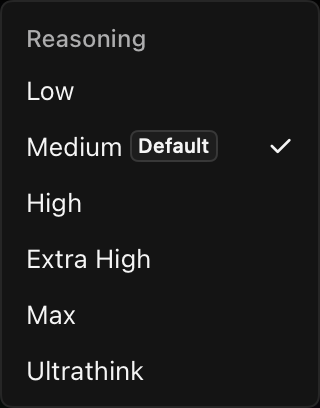 Reasoning
Low
Medium Default
High
Extra High
Max
Ultrathink